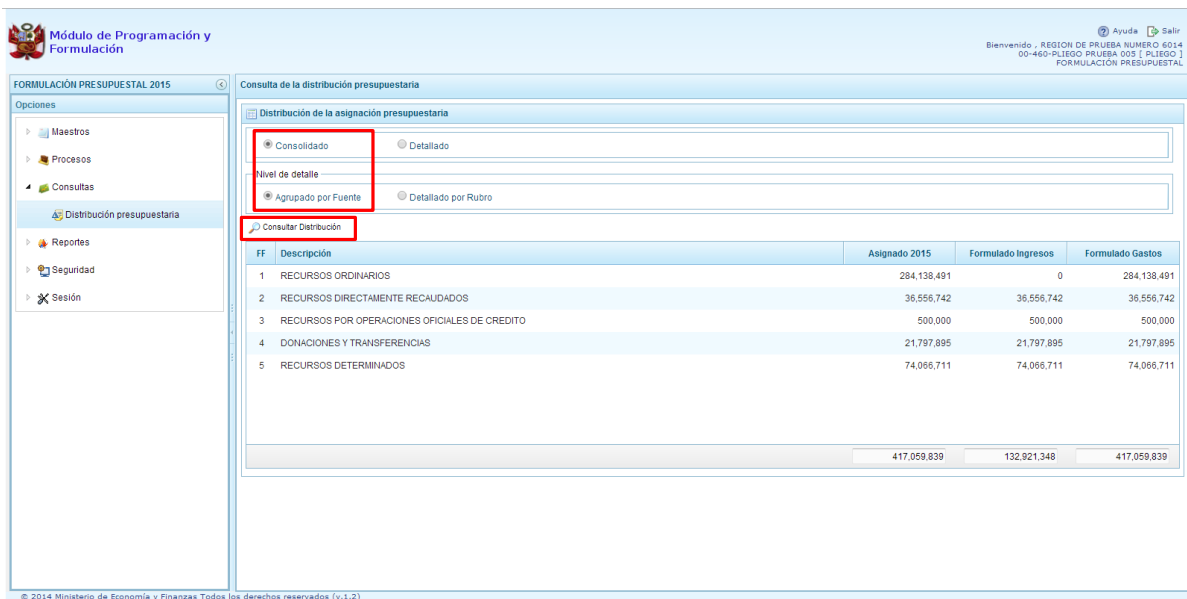 Módulo de Programación y
Formulación
Ayuda Salir
Bienvenido , REGION DE PRUEBA NUMERO 6014
00-460-PLIEGO PRUEBA 005 [ PLIEGO ]
FORMULACIÓN PRESUPUESTAL
FORMULACIÓN PRESUPUESTAL 2015
Opciones
Maestros
Procesos
Consultas
Distribución presupuestaria
Reportes
Seguridad
Sesión
Consulta de la distribución presupuestaria
Distribución de la asignación presupuestaria
Consolidado Detallado
Nivel de detalle
Agrupado por Fuente Detallado por Rubro
Consultar Distribución
FF Descripción Asignado 2015 Formulado Ingresos Formulado Gastos
1 RECURSOS ORDINARIOS 284,138,491 0 284,138,491
2 RECURSOS DIRECTAMENTE RECAUDADOS 36,556,742 36,556,742 36,556,742
3 RECURSOS POR OPERACIONES OFICIALES DE CREDITO 500,000 500,000 500,000
4 DONACIONES Y TRANSFERENCIAS 21,797,895 21,797,895 21,797,895
5 RECURSOS DETERMINADOS 74,066,711 74,066,711 74,066,711
417,059,839 132,921,348 417,059,839
© 2014 Ministerio de Economía y Finanzas Todos los derechos reservados (v.1.2)